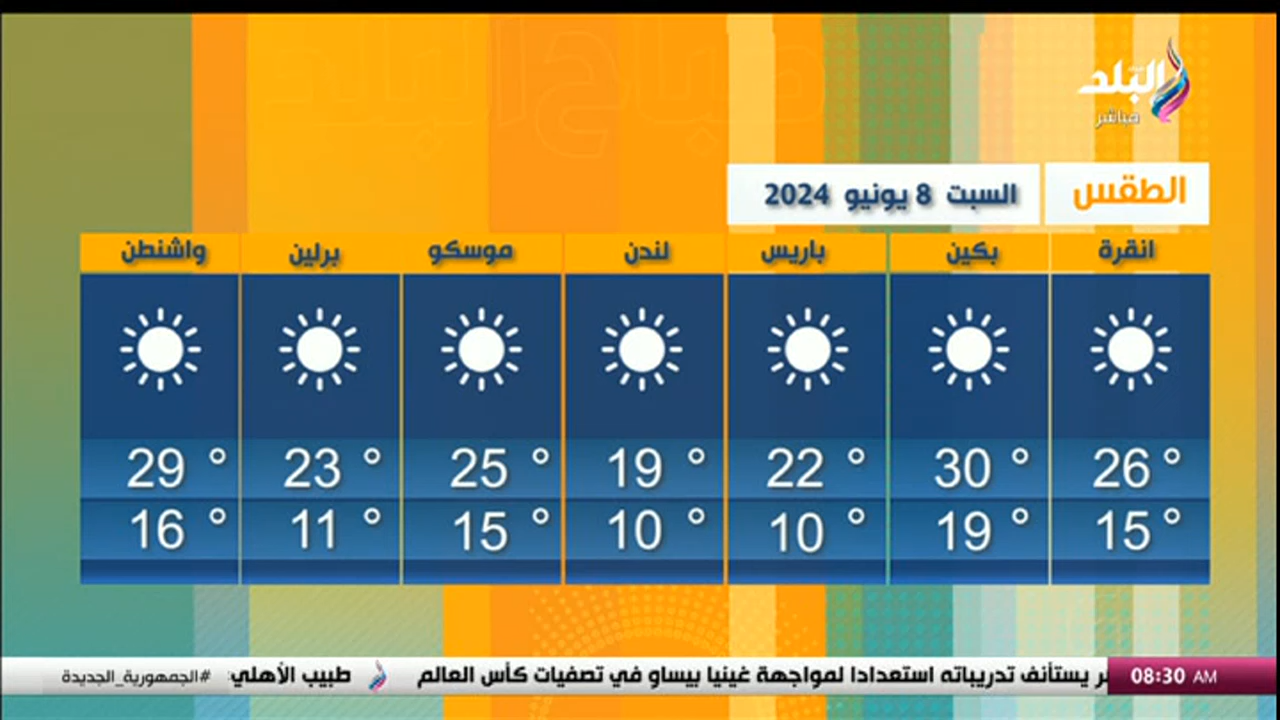 البلد
مباشر
الطقس
السبت 8 يونيو 2024
انقرة بكين باريس لندن موسكو برلين واشنطن
26° 30° 22° 19° 25° 23° 29°
15° 19° 10° 10° 15° 11° 16°
08:30 AM
يستأنف تدريباته استعدادا لمواجهة غينيا بيساو في تصفيات كأس العالم طبيب الأهلي: #الجمهورية_الجديدة